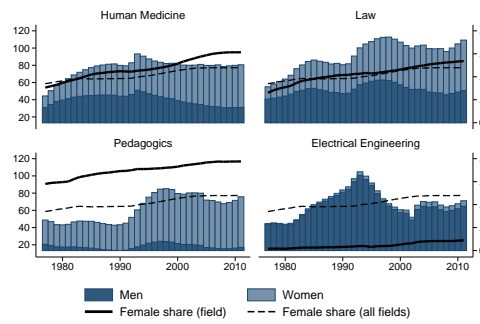 Human Medicine
Law
120
100
80
60
40
20
Pedagogics
Electrical Engineering
120
100
80
60
40
20
1980
1990
2000
2010
1980
1990
2000
2010
Men
Women
Female share (field)
Female share (all fields)